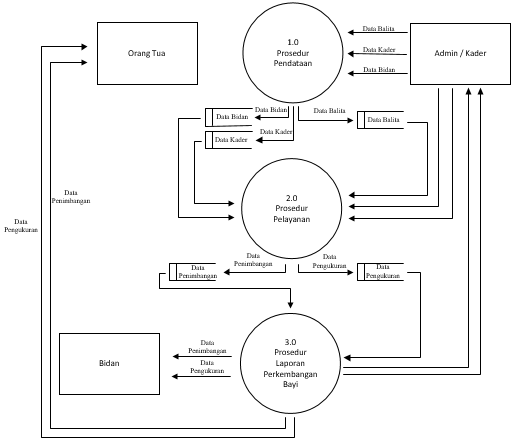 Orang Tua
1.0
Prosedur
Pendataan
Data Balita
Data Kader
Data Bidan
Admin / Kader
Data Bidan
Data Bidan
Data Kader
Data Kader
Data Balita
Data Balita
2.0
Prosedur
Pelayanan
Data
Penimbangan
Data
Pengukuran
Data
Penimbangan
Data
Penimbangan
Data
Pengukuran
Data
Pengukuran
3.0
Prosedur
Laporan
Perkembangan
Bayi
Data
Penimbangan
Data
Pengukuran
Bidan